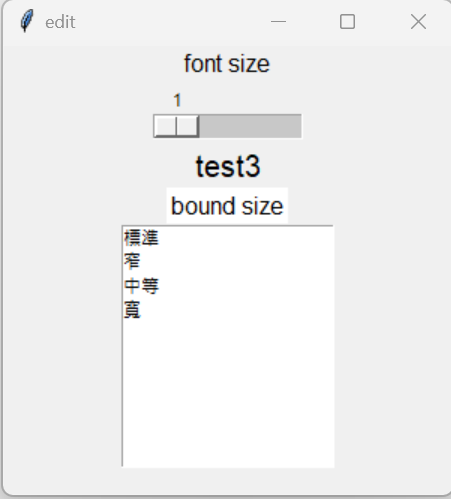 edit
font size
1
test3
bound size
標準
窄
中等
寬